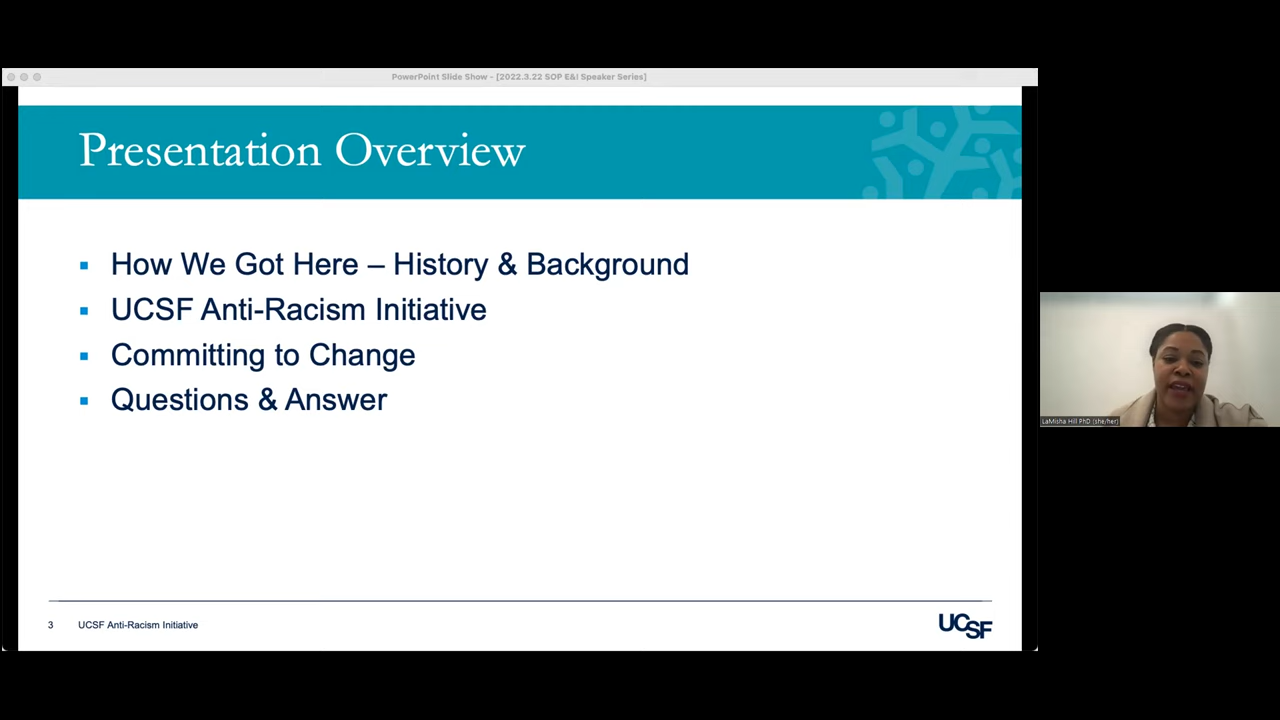 PowerPoint Slide Show - [2022.3.22 SOP E&I Speaker Series]
Presentation Overview
▪ How We Got Here – History & Background
▪ UCSF Anti-Racism Initiative
▪ Committing to Change
▪ Questions & Answer
LaMisha Hill PhD (she/her)
3 UCSF Anti-Racism Initiative
UCSF